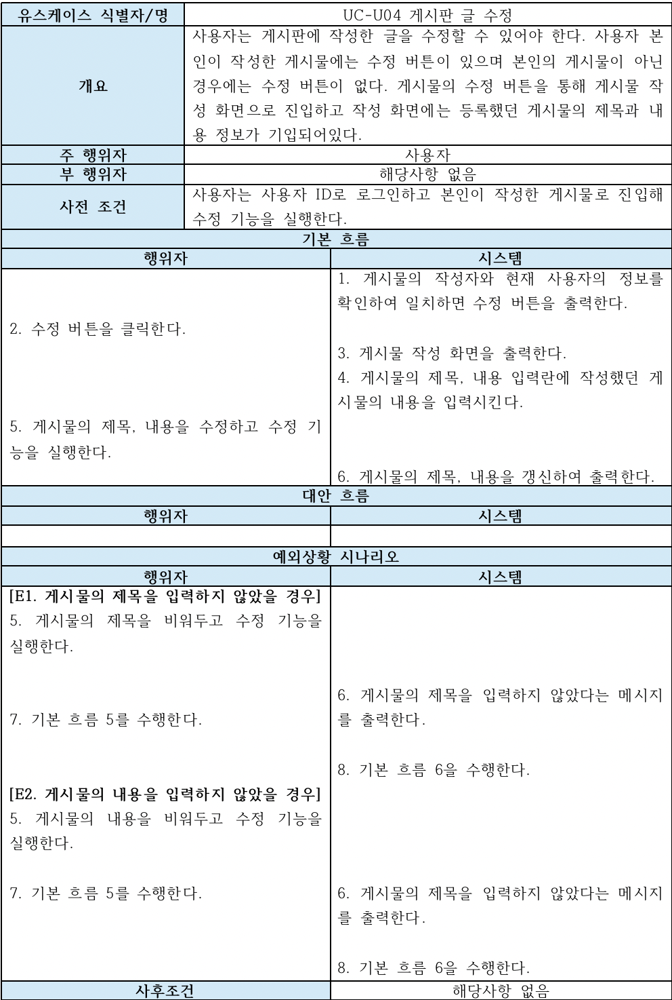 유스케이스 식별자/명
UC-U04 게시판 글 수정
개요
사용자는 게시판에 작성한 글을 수정할 수 있어야 한다. 사용자 본
인이 작성한 게시물에는 수정 버튼이 있으며 본인의 게시물이 아닌
경우에는 수정 버튼이 없다. 게시물의 수정 버튼을 통해 게시물 작
성 화면으로 진입하고 작성 화면에는 등록했던 게시물의 제목과 내
용 정보가 기입되어있다.
주 행위자
사용자
부 행위자
해당사항 없음
사전 조건
사용자는 사용자 ID로 로그인하고 본인이 작성한 게시물로 진입해
수정 기능을 실행한다.
기본 흐름
행위자
시스템
1. 게시물의 작성자와 현재 사용자의 정보를
확인하여 일치하면 수정 버튼을 출력한다.
2. 수정 버튼을 클릭한다.
3. 게시물 작성 화면을 출력한다.
4. 게시물의 제목, 내용 입력란에 작성했던 게
시물의 내용을 입력시킨다.
5. 게시물의 제목, 내용을 수정하고 수정 기
능을 실행한다.
6. 게시물의 제목, 내용을 갱신하여 출력한다.
대안 흐름
행위자
시스템
예외상황 시나리오
행위자
시스템
[E1. 게시물의 제목을 입력하지 않았을 경우]
5. 게시물의 제목을 비워두고 수정 기능을
실행한다.
6. 게시물의 제목을 입력하지 않았다는 메시지
를 출력한다.
7. 기본 흐름 5를 수행한다.
8. 기본 흐름 6을 수행한다.
[E2. 게시물의 내용을 입력하지 않았을 경우]
5. 게시물의 내용을 비워두고 수정 기능을
실행한다.
6. 게시물의 제목을 입력하지 않았다는 메시지
를 출력한다.
7. 기본 흐름 5를 수행한다.
8. 기본 흐름 6을 수행한다.
사후조건
해당사항 없음